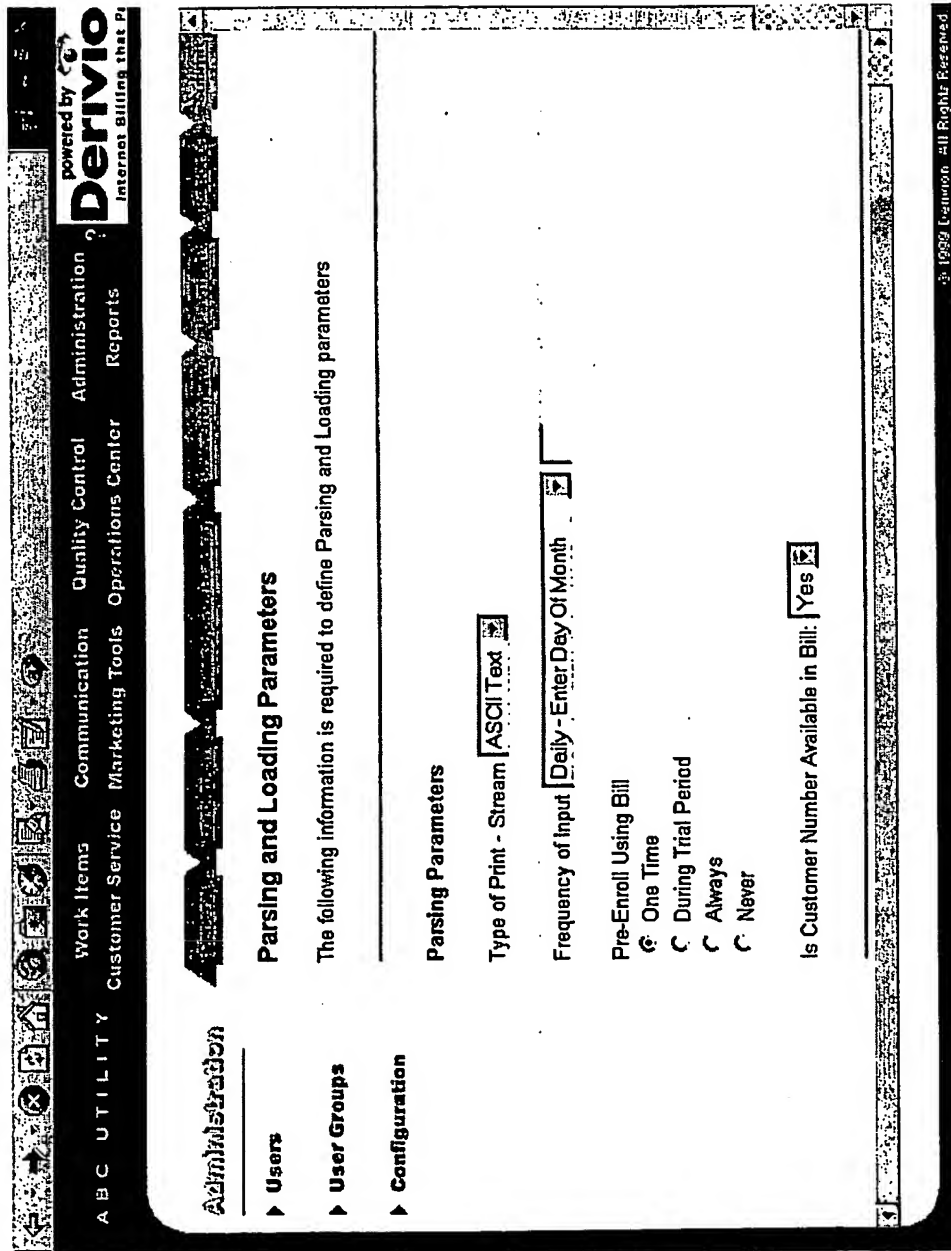 ABC UTILITY
Work Items Communication Quality Control Administration
Customer Service Marketing Tools Operations Center Reports
?
powered by
Derivio
Internet Billing that
Administration
Users
User Groups
Configuration
Parsing and Loading Parameters
The following information is required to define Parsing and Loading parameters
Parsing Parameters
Type of Print - Stream ASCII Text
Frequency of Input Daily - Enter Day Of Month
Pre-Enroll Using Bill
One Time
During Trial Period
Always
Never
Is Customer Number Available in Bill: Yes
© 1999 All Rights Reserved